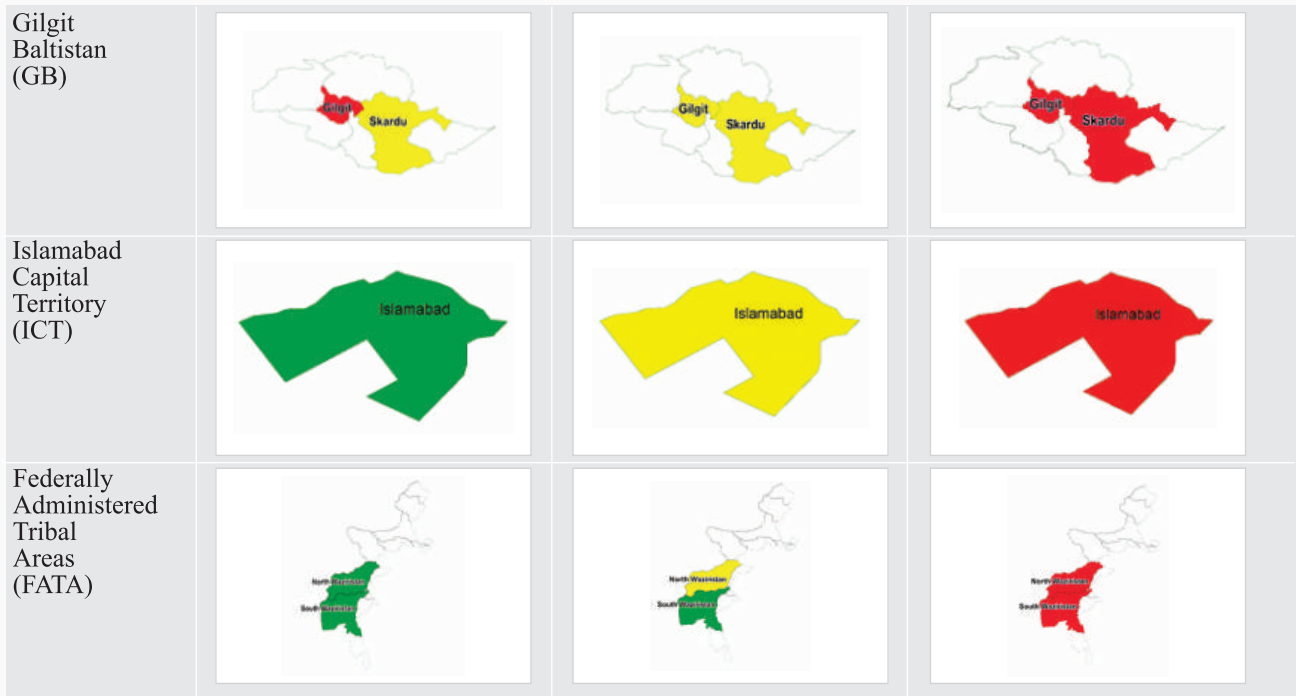 Gilgit
Baltistan
(GB)
Gilgit
Skardu
Gilgit
Skardu
Gilgit
Skardu
Islamabad
Capital
Territory
(ICT)
Islamabad
Islamabad
Islamabad
Federally
Administered
Tribal
Areas
(FATA)
North Waziristan
South Waziristan
North Waziristan
South Waziristan
North Waziristan
South Waziristan